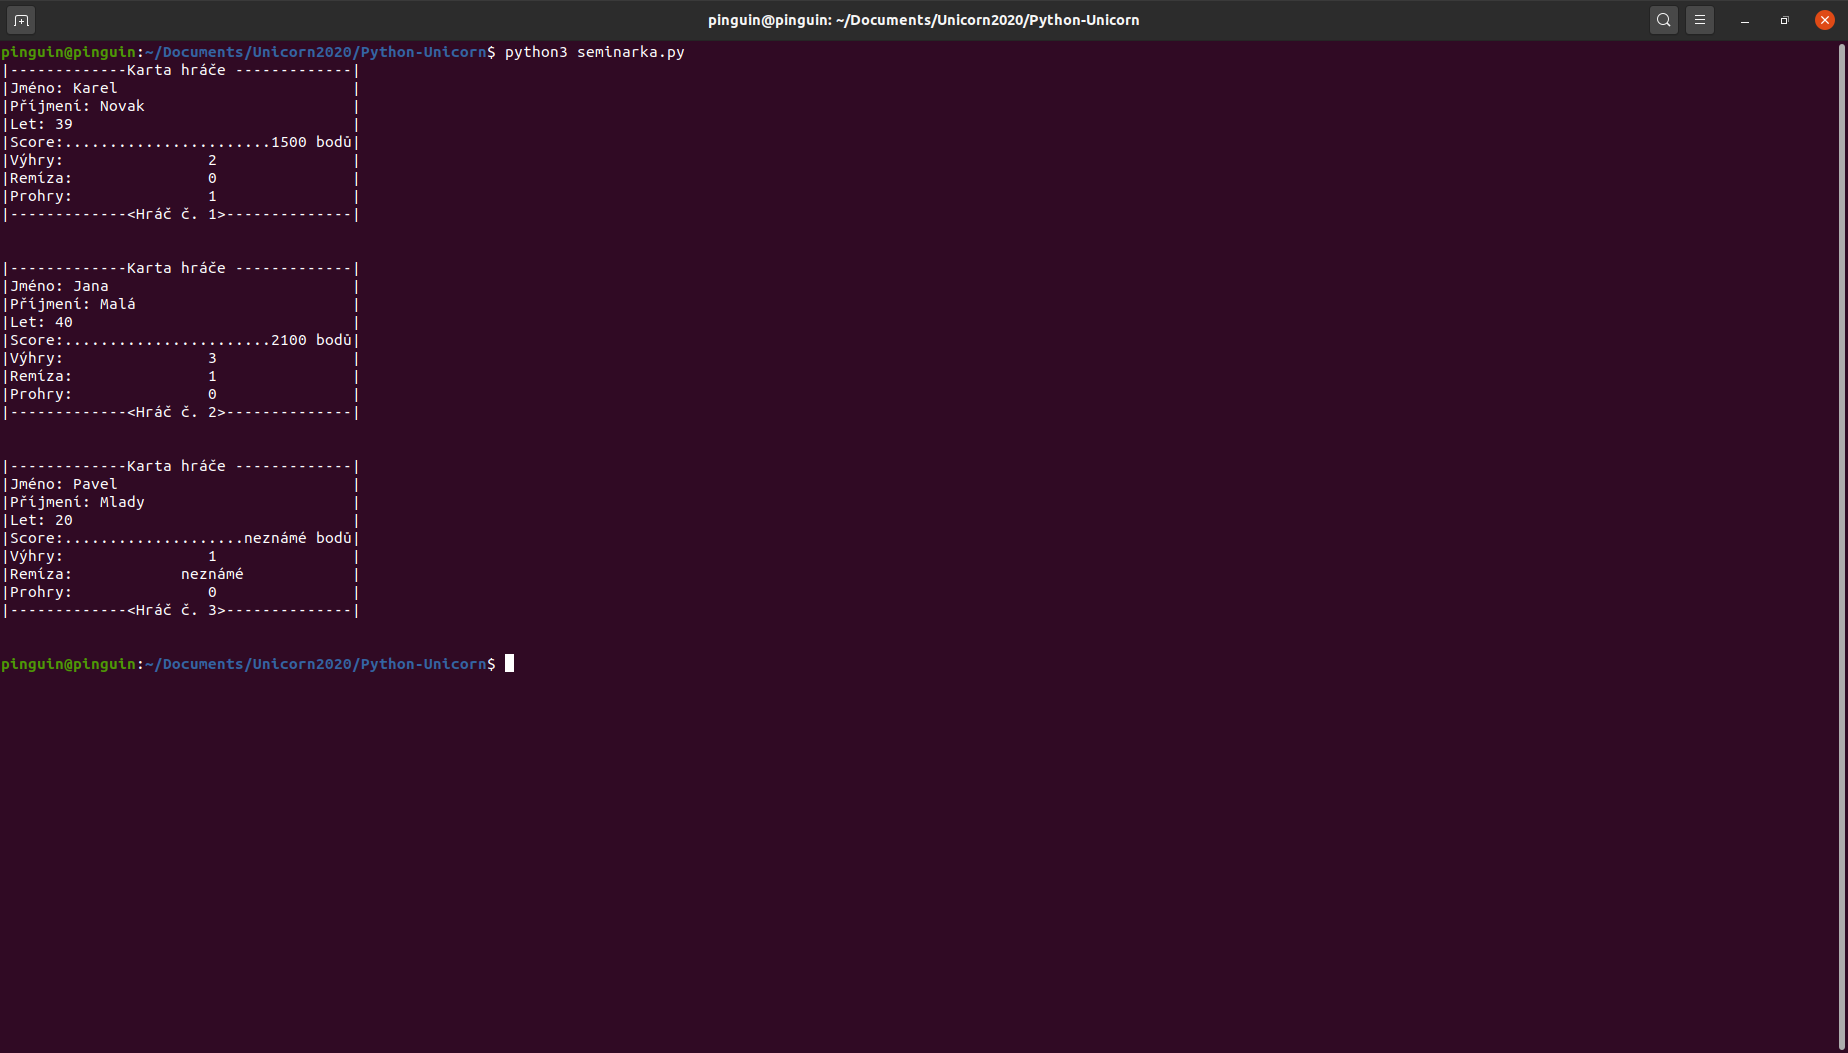 pinguin@pinguin: ~/Documents/Unicorn2020/Python-Unicorn
pinguin@pinguin:~/Documents/Unicorn2020/Python-Unicorn$ python3 seminarka.py
|-------------Karta hráče -------------|
|Jméno: Karel                          |
|Příjmení: Novak                       |
|Let: 39                               |
|Score:.......................1500 bodů|
|Výhry:                2               |
|Remíza:               0               |
|Prohry:               1               |
|-------------<Hráč č. 1>--------------|
|-------------Karta hráče -------------|
|Jméno: Jana                           |
|Příjmení: Malá                        |
|Let: 40                               |
|Score:.......................2100 bodů|
|Výhry:                3               |
|Remíza:               1               |
|Prohry:               0               |
|-------------<Hráč č. 2>--------------|
|-------------Karta hráče -------------|
|Jméno: Pavel                          |
|Příjmení: Mlady                       |
|Let: 20                               |
|Score:....................neznámé bodů|
|Výhry:                1               |
|Remíza:            neznámé            |
|Prohry:               0               |
|-------------<Hráč č. 3>--------------|
pinguin@pinguin:~/Documents/Unicorn2020/Python-Unicorn$